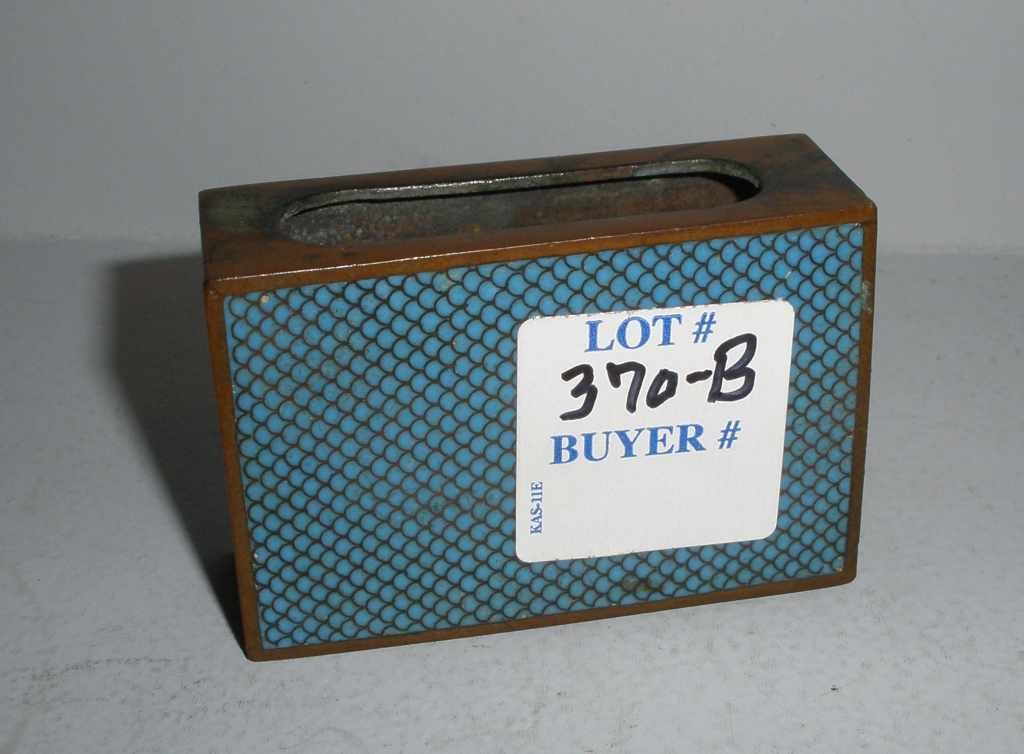 LOT #
370-B
BUYER #
KAS-11E